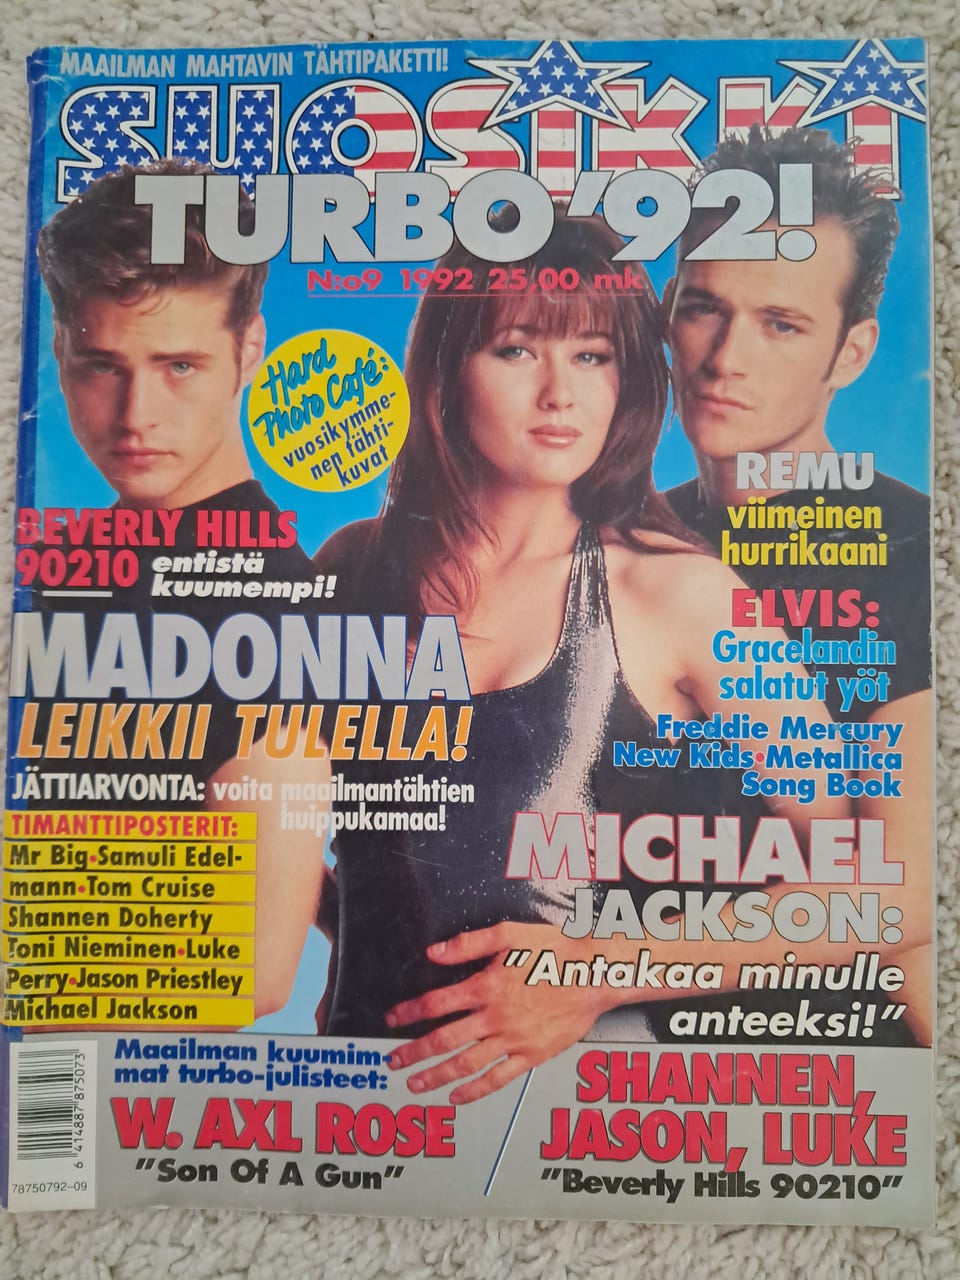 MAAILMAN MAHTAVIN TÄHTIPAKETTI!
SUOSIKKI
TURBO '92!
N:o9 1992 25,00 mk
Hard
Photo Café:
vuosikymme-
nen tähti-
kuvat
BEVERLY HILLS
90210 entistä
kuumempi!
MADONNA
LEIKKII TULELLA!
JÄTTIARVONTA: voita maailmantähtien
huippukamaa!
TIMANTTIPOSTERIT:
Mr Big•Samuli Edel-
mann•Tom Cruise
Shannen Doherty
Toni Nieminen•Luke
Perry•Jason Priestley
Michael Jackson
REMU
viimeinen
hurrikaani
ELVIS:
Gracelandin
salatut yöt
Freddie Mercury
New Kids•Metallica
Song Book
MICHAEL
JACKSON:
"Antakaa minulle
anteeksi!"
Maailman kuumim-
mat turbo-julisteet:
W. AXL ROSE
"Son Of A Gun"
SHANNEN,
JASON, LUKE
"Beverly Hills 90210"
6 414887 875073
78750792-09